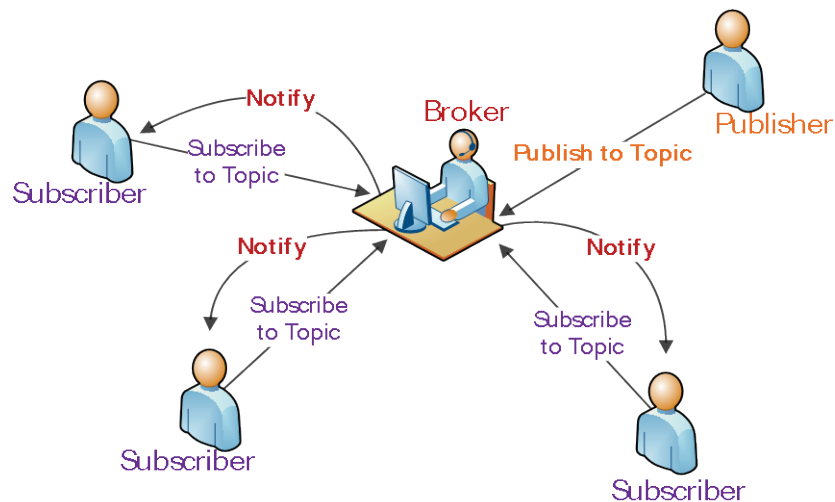 Notify
Broker
Publisher
Subscribe
to Topic
Publish to Topic
Subscriber
Notify
Notify
Subscribe
to Topic
Subscribe
to Topic
Subscriber
Subscriber